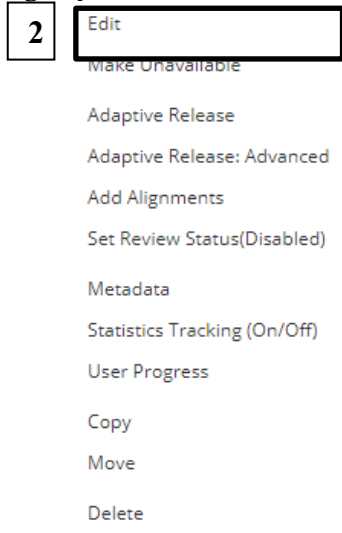 2
Edit
Make Unavailable
Adaptive Release
Adaptive Release: Advanced
Add Alignments
Set Review Status(Disabled)
Metadata
Statistics Tracking (On/Off)
User Progress
Copy
Move
Delete